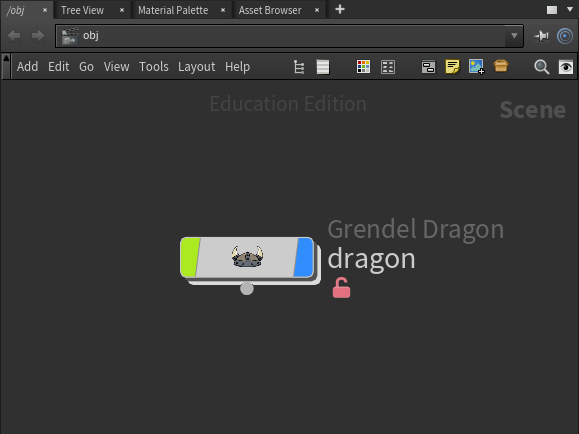 /obj Tree View Material Palette Asset Browser
obj
Add Edit Go View Tools Layout Help
Education Edition
Scene
Grendel Dragon
dragon